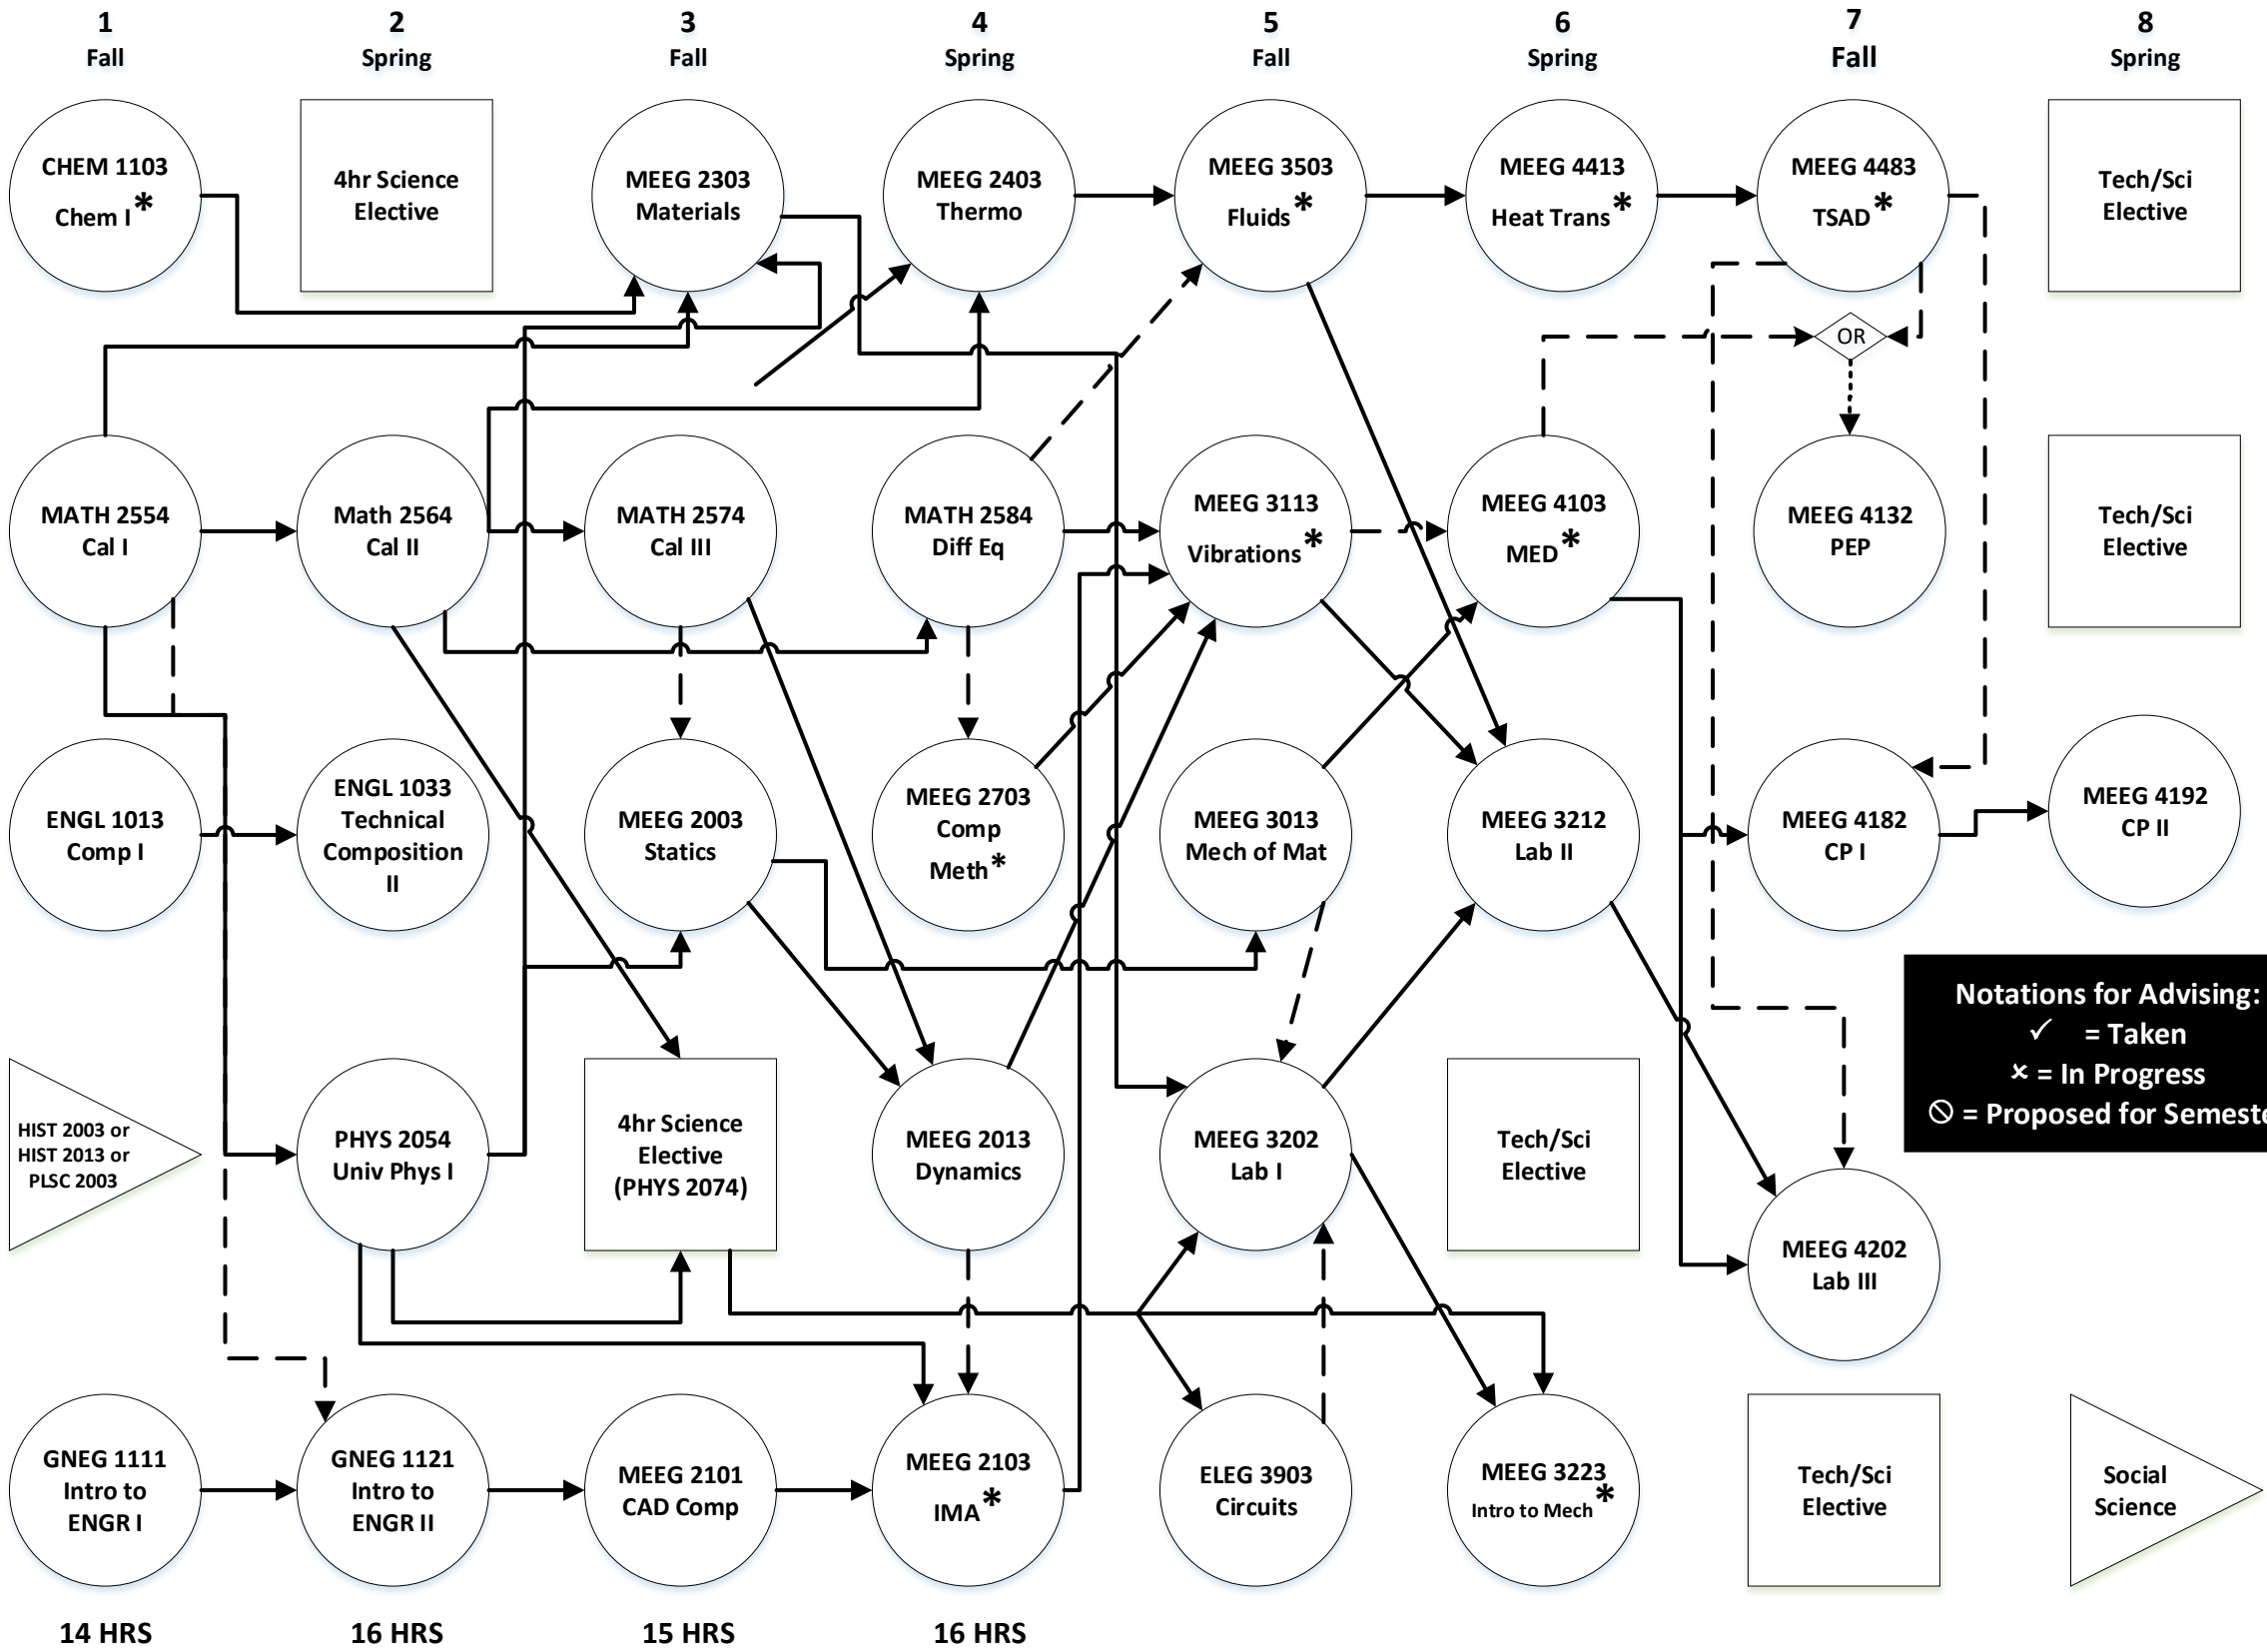 1
Fall
2
Spring
3
Fall
4
Spring
5
Fall
6
Spring
7
Fall
8
Spring
CHEM 1103
Chem I*
4hr Science
Elective
MEEG 2303
Materials
MEEG 2403
Thermo
MEEG 3503
Fluids*
MEEG 4413
Heat Trans*
MEEG 4483
TSAD*
Tech/Sci
Elective
OR
MATH 2554
Cal I
Math 2564
Cal II
MATH 2574
Cal III
MATH 2584
Diff Eq
MEEG 3113
Vibrations*
MEEG 4103
MED*
MEEG 4132
PEP
Tech/Sci
Elective
ENGL 1013
Comp I
ENGL 1033
Technical
Composition
II
MEEG 2003
Statics
MEEG 2703
Comp
Meth*
MEEG 3013
Mech of Mat
MEEG 3212
Lab II
MEEG 4182
CP I
MEEG 4192
CP II
Notations for Advising:
✓ = Taken
× = In Progress
⃠ = Proposed for Semeste
HIST 2003 or
HIST 2013 or
PLSC 2003
PHYS 2054
Univ Phys I
4hr Science
Elective
(PHYS 2074)
MEEG 2013
Dynamics
MEEG 3202
Lab I
Tech/Sci
Elective
MEEG 4202
Lab III
GNEG 1111
Intro to
ENGR I
GNEG 1121
Intro to
ENGR II
MEEG 2101
CAD Comp
MEEG 2103
IMA*
ELEG 3903
Circuits
MEEG 3223
Intro to Mech*
Tech/Sci
Elective
Social
Science
14 HRS
16 HRS
15 HRS
16 HRS